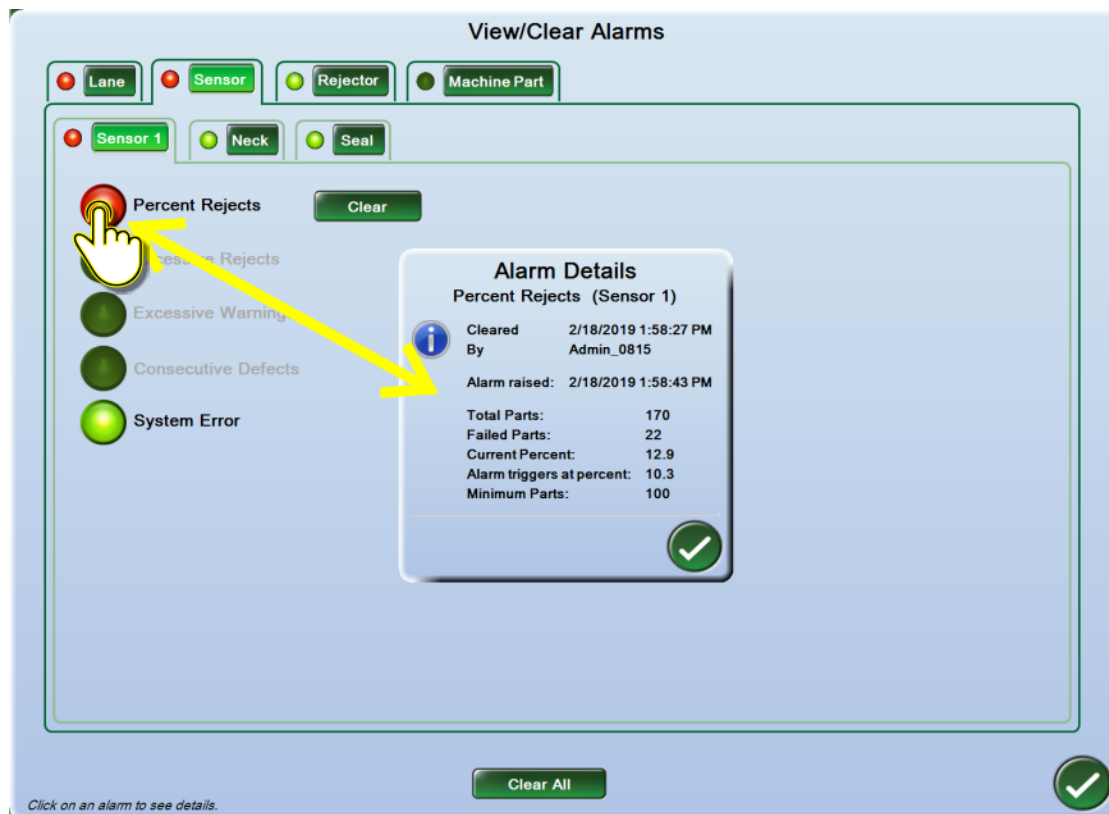 View/Clear Alarms
Lane Sensor Rejector Machine Part
Sensor 1 Neck Seal
Percent Rejects Clear
Rejects
Excessive Warning
Consecutive Defects
System Error
Alarm Details
Percent Rejects (Sensor 1)
Cleared 2/18/2019 1:58:27 PM
By Admin_0815
Alarm raised: 2/18/2019 1:58:43 PM
Total Parts: 170
Failed Parts: 22
Current Percent: 12.9
Alarm triggers at percent: 10.3
Minimum Parts: 100
Clear All
Click on an alarm to see details.